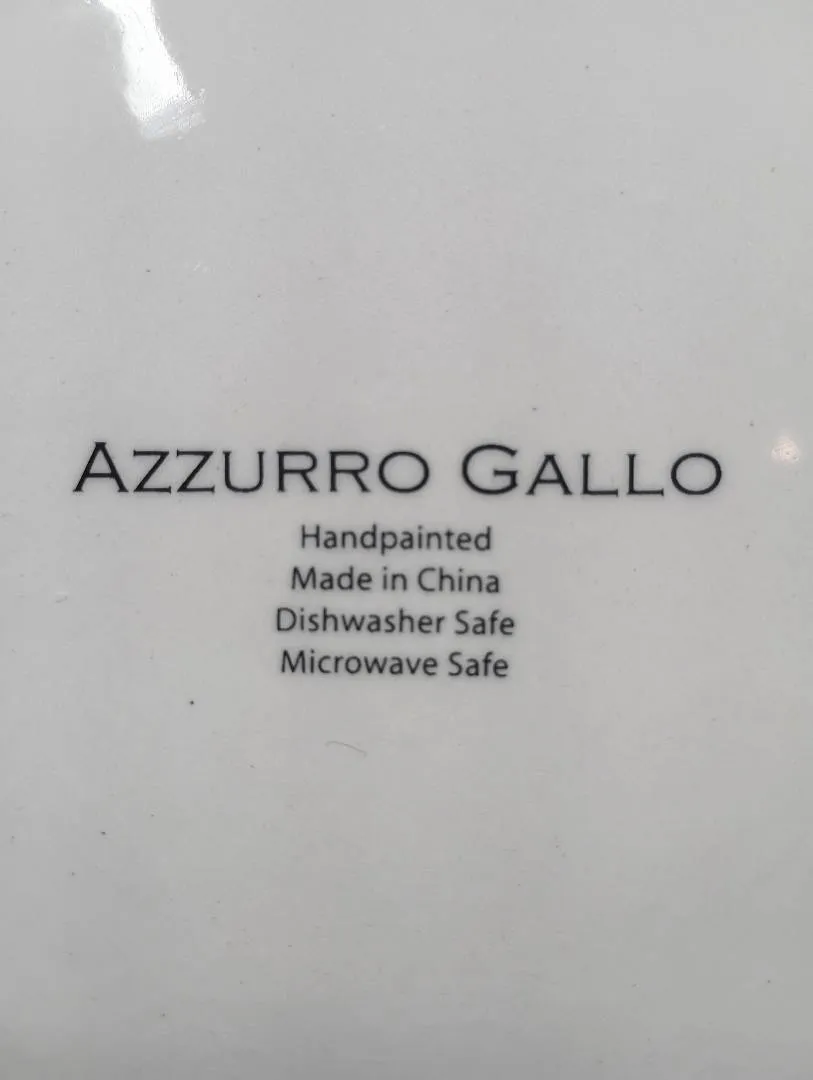 AZZURRO GALLO
Handpainted
Made in China
Dishwasher Safe
Microwave Safe